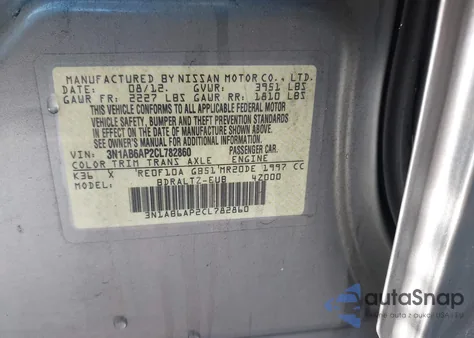 MANUFACTURED BY NISSAN MOTOR CO., LTD.
DATE: 08/12. GVWR: 3951 LBS
GAWR FR: 2227 LBS GAWR RR: 1810 LBS
THIS VEHICLE CONFORMS TO ALL APPLICABLE FEDERAL MOTOR
VEHICLE SAFETY, BUMPER AND THEFT PREVENTION STANDARDS
IN EFFECT ON THE DATE OF MANUFACTURE SHOWN ABOVE.
SEE OWNER'S MANUAL FOR ADDITIONAL INFORMATION.
VIN: 3N1AB6AP2CL782860 PASSENGER CAR.
COLOR TRIM TRANS AXLE ENGINE
K36 X RE0F10A GB51 MR20DE 1997 CC
MODEL: BDRALTZ-EUB 42000
3N1AB6AP2CL782860
autaSnap